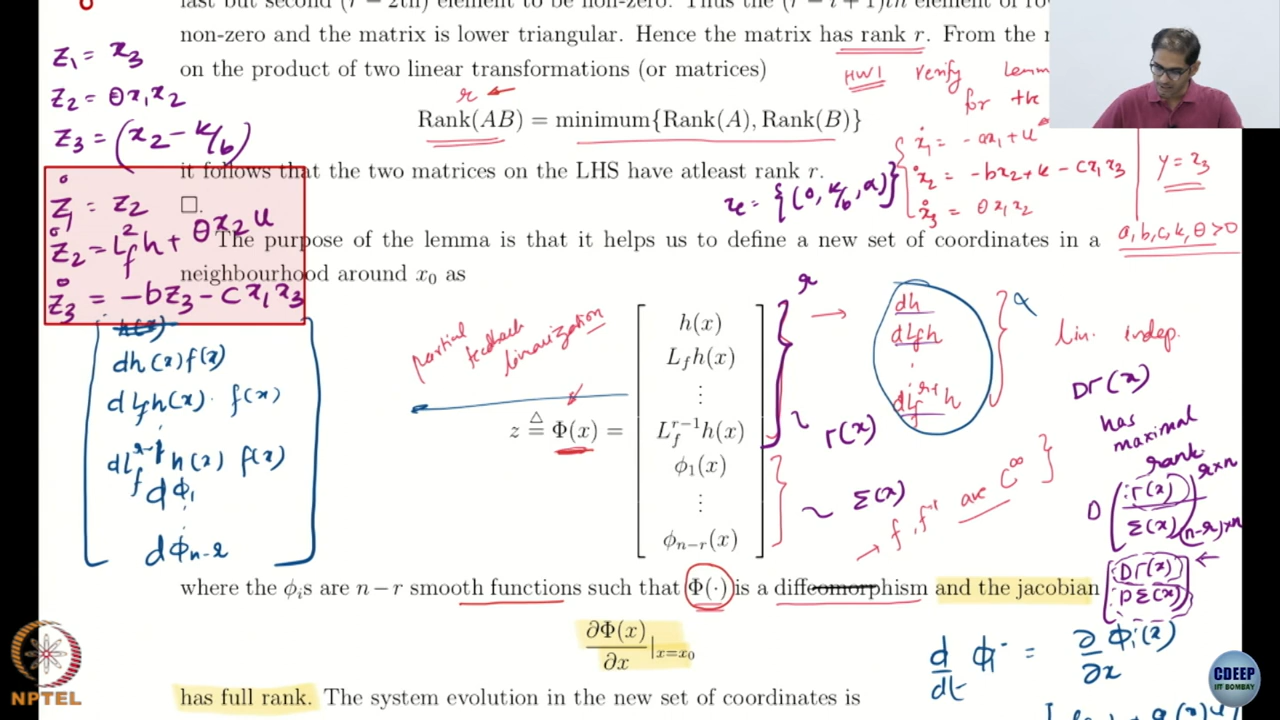 last but second (r − 2th) element to be non-zero. Thus the (r − i + 1)th element of ro
non-zero and the matrix is lower triangular. Hence the matrix has rank r. From the r
on the product of two linear transformations (or matrices)
HW1 Verify Lemm
for the
r
Rank(AB) = minimum{Rank(A), Rank(B)}
z₁ = x₃
z₂ = θx₁x₂
z₃ = (x₂ − k/b)
ẋ₁ = −ax₁ + u
ẋ₂ = −bx₂ + k − cx₁x₃
ẋ₃ = θx₁x₂
y = x₃
a, b, c, k, θ > 0
it follows that the two matrices on the LHS have atleast rank r.
xe = {(0, k/b, a)}
□.
ż₁ = z₂
ż₂ = L²fh + θx₂u
ż₃ = −bz₃ − cx₁x₃
The purpose of the lemma is that it helps us to define a new set of coordinates in a
neighbourhood around x₀ as
partial feedback linearization
z ≜ Φ(x) =
h(x)
L_f h(x)
⋮
L_f^{r−1}h(x)
φ₁(x)
⋮
φ_{n−r}(x)
r
Γ(x)
Σ(x)
dh
dLfh
Lin. indep.
DΓ(x)
has
maximal
rank
D
Γ(x) r×n
Σ(x) (n-r)×n
DΓ(x)
DΣ(x)
→ f, f⁻¹ are C^∞
h(x)
dh(x)f(x)
dLfh(x). f(x)
dL_f^{r-1}h(x) f(x)
dφ₁
dφn-r
where the φᵢs are n − r smooth functions such that Φ(·) is a diffeomorphism and the jacobian
∂Φ(x)
∂x |x=x₀
d/dt φi = ∂φi(x)/∂x
has full rank. The system evolution in the new set of coordinates is
NPTEL
CDEEP
IIT BOMBAY